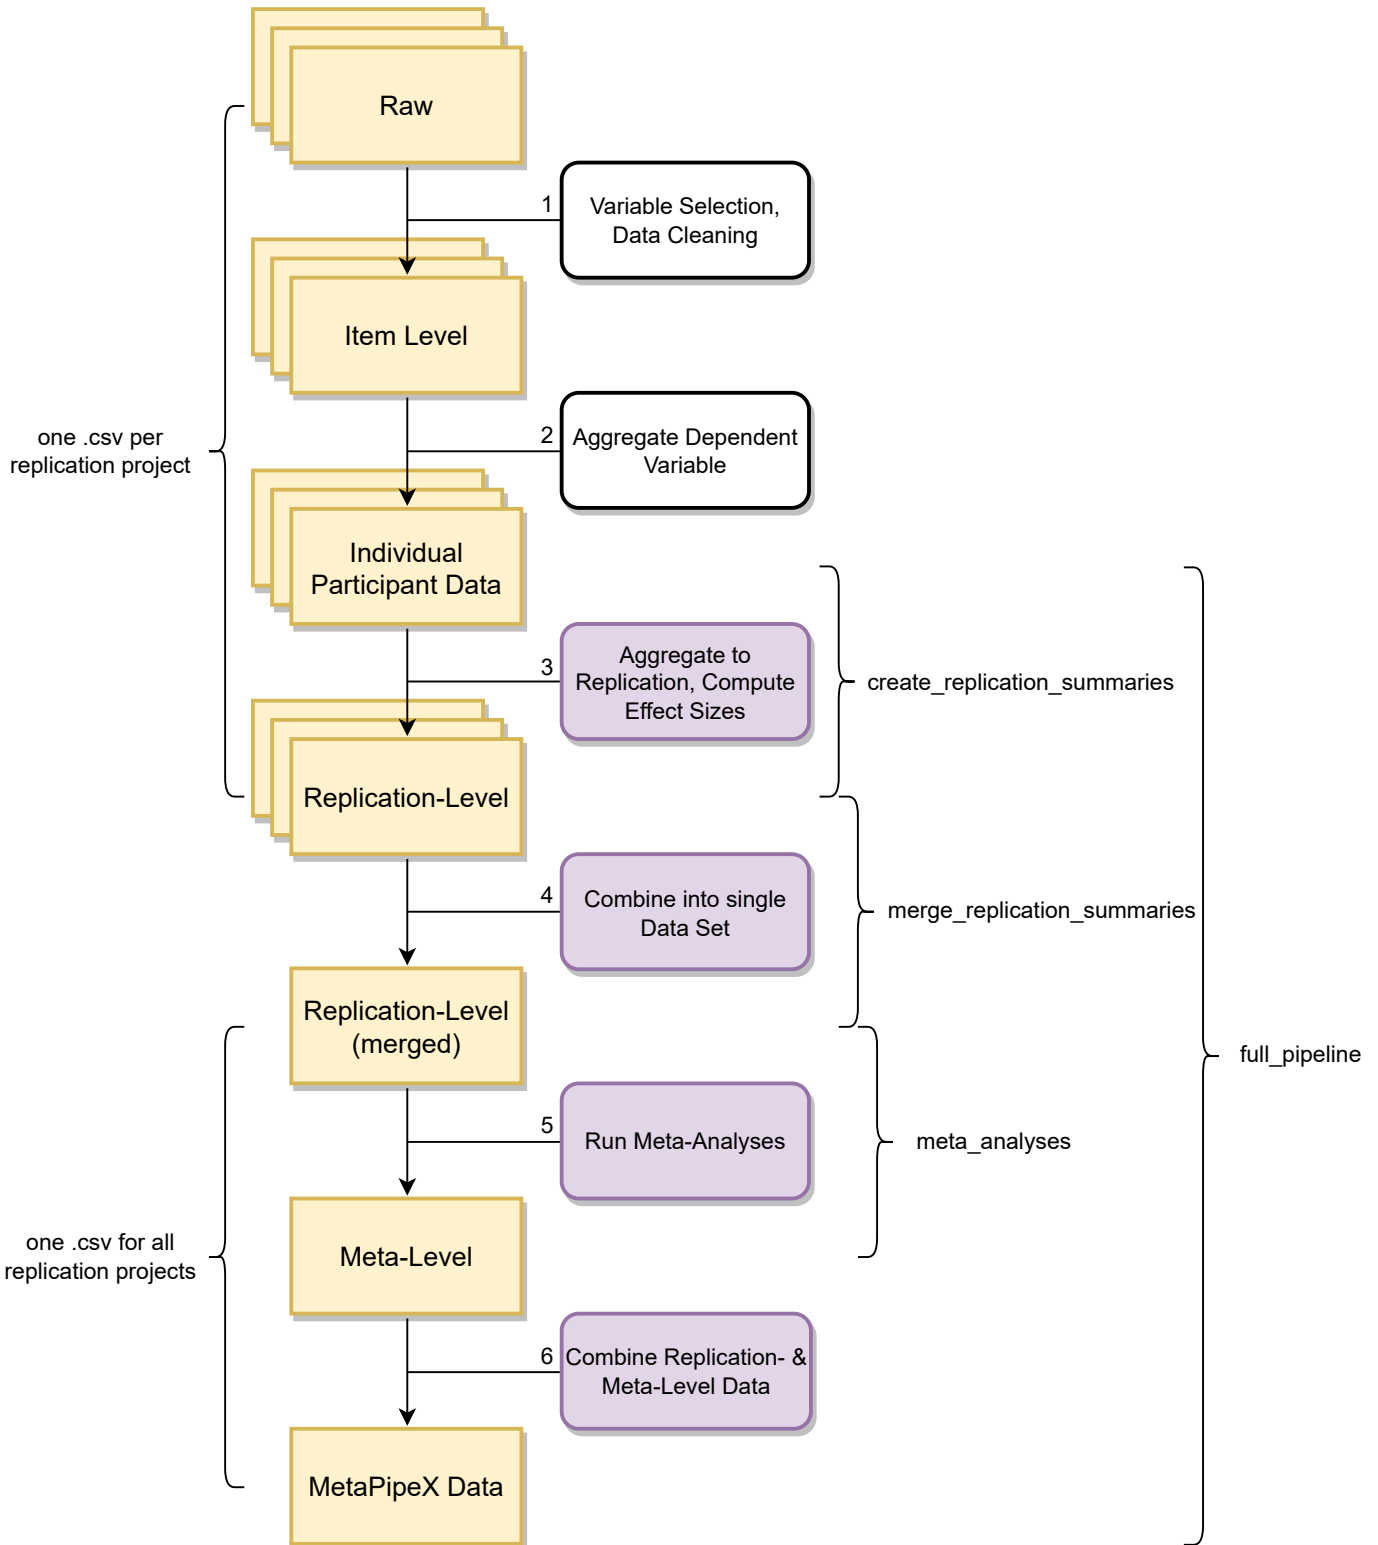 Raw
1
Variable Selection,
Data Cleaning
Item Level
one .csv per
replication project
2
Aggregate Dependent
Variable
Individual
Participant Data
3
Aggregate to
Replication, Compute
Effect Sizes
create_replication_summaries
Replication-Level
4
Combine into single
Data Set
merge_replication_summaries
Replication-Level
(merged)
full_pipeline
5
Run Meta-Analyses
meta_analyses
one .csv for all
replication projects
Meta-Level
6
Combine Replication- &
Meta-Level Data
MetaPipeX Data